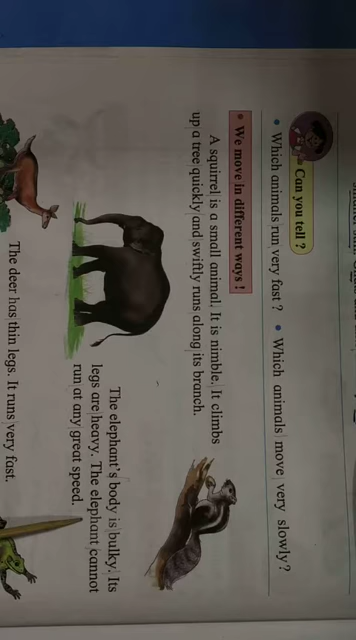 Can you tell ?
• Which animals run very fast ? • Which animals move very slowly?
• We move in different ways !
A squirrel is a small animal. It is nimble. It climbs
up a tree quickly and swiftly runs along its branch.
The elephant's body is bulky. Its
legs are heavy. The elephant cannot
run at any great speed.
The deer has thin legs. It runs very fast.